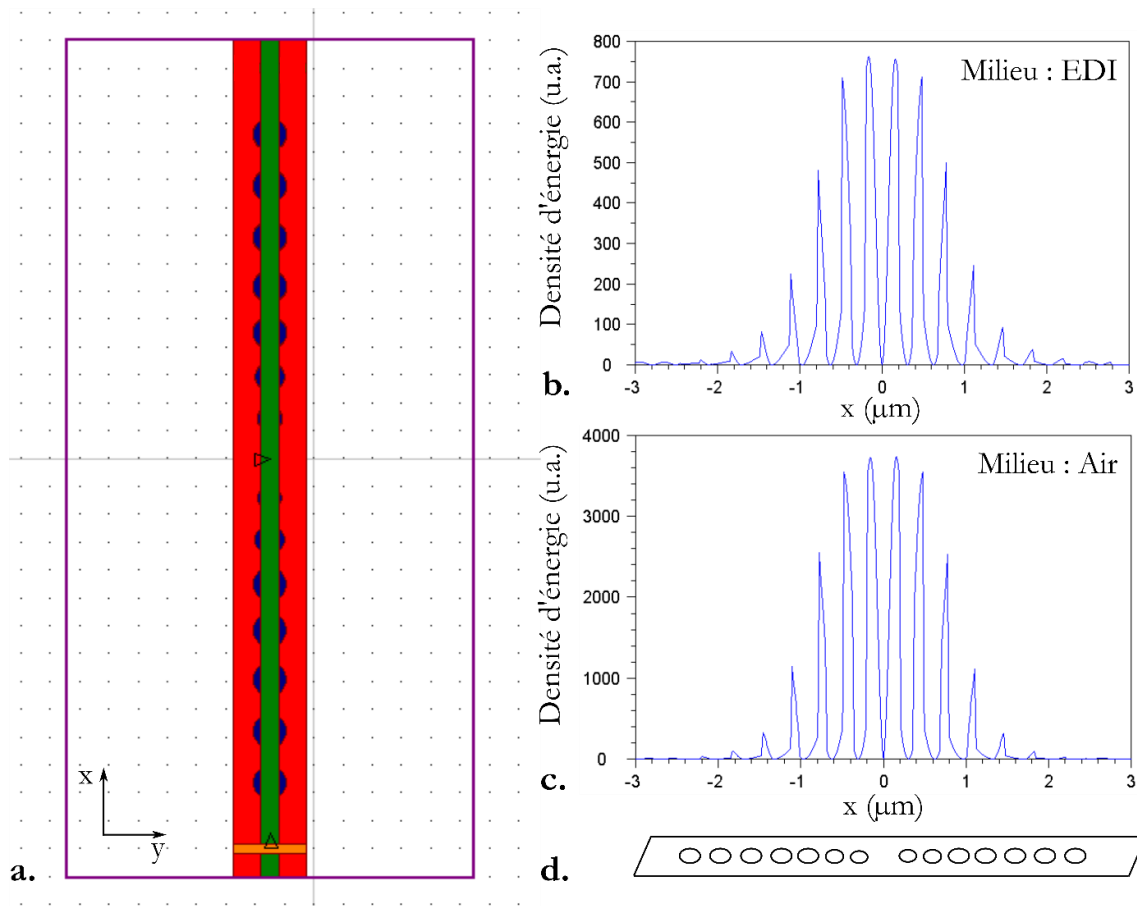 x
y
a.
800
700
600
500
400
300
200
100
0
Densité d'énergie (u.a.)
Milieu : EDI
-3 -2 -1 0 1 2 3
x (μm)
b.
4000
3000
2000
1000
0
Densité d'énergie (u.a.)
Milieu : Air
-3 -2 -1 0 1 2 3
x (μm)
c.
d.